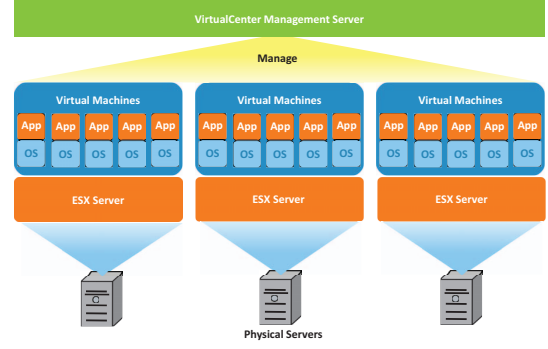 VirtualCenter Management Server
Manage
Virtual Machines Virtual Machines Virtual Machines
App App App App App App App App App App App App App App App
OS OS OS OS OS OS OS OS OS OS OS OS OS OS OS
ESX Server ESX Server ESX Server
Physical Servers